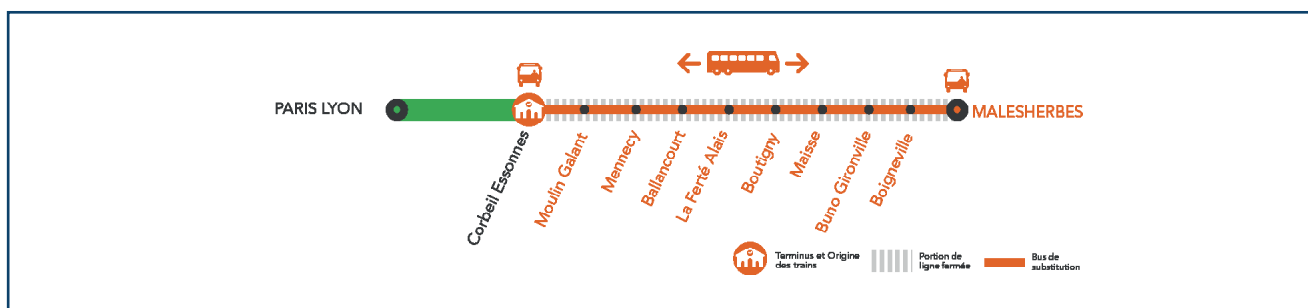 PARIS LYON
MALESHERBES
Corbeil Essonnes
Moulin Galant
Mennecy
Ballancourt
La Ferté Alais
Boutigny
Maisse
Buno Gironville
Boigneville
Terminus et Origine
des trains
Portion de
ligne fermée
Bus de
substitution